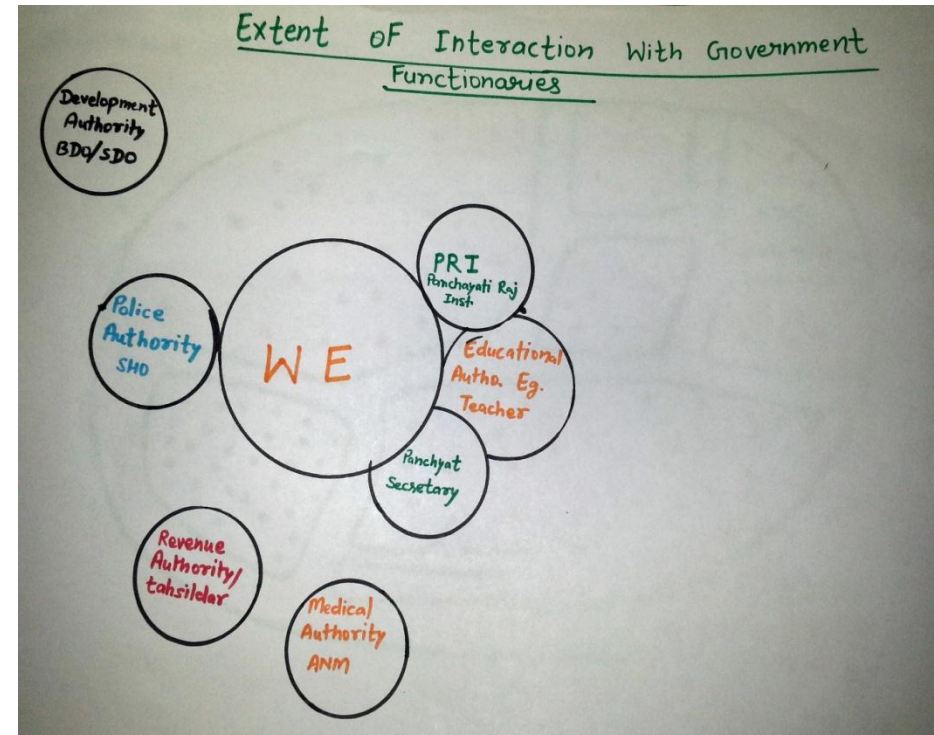 Extent OF Interaction With Government
Functionaries
Development
Authority
BDO/SDO
PRI
Panchayati Raj
Inst.
Police
Authority
SHO
WE
Educational
Autho. Eg.
Teacher
Panchyat
Secretary
Revenue
Authority/
tahsildar
Medical
Authority
ANM